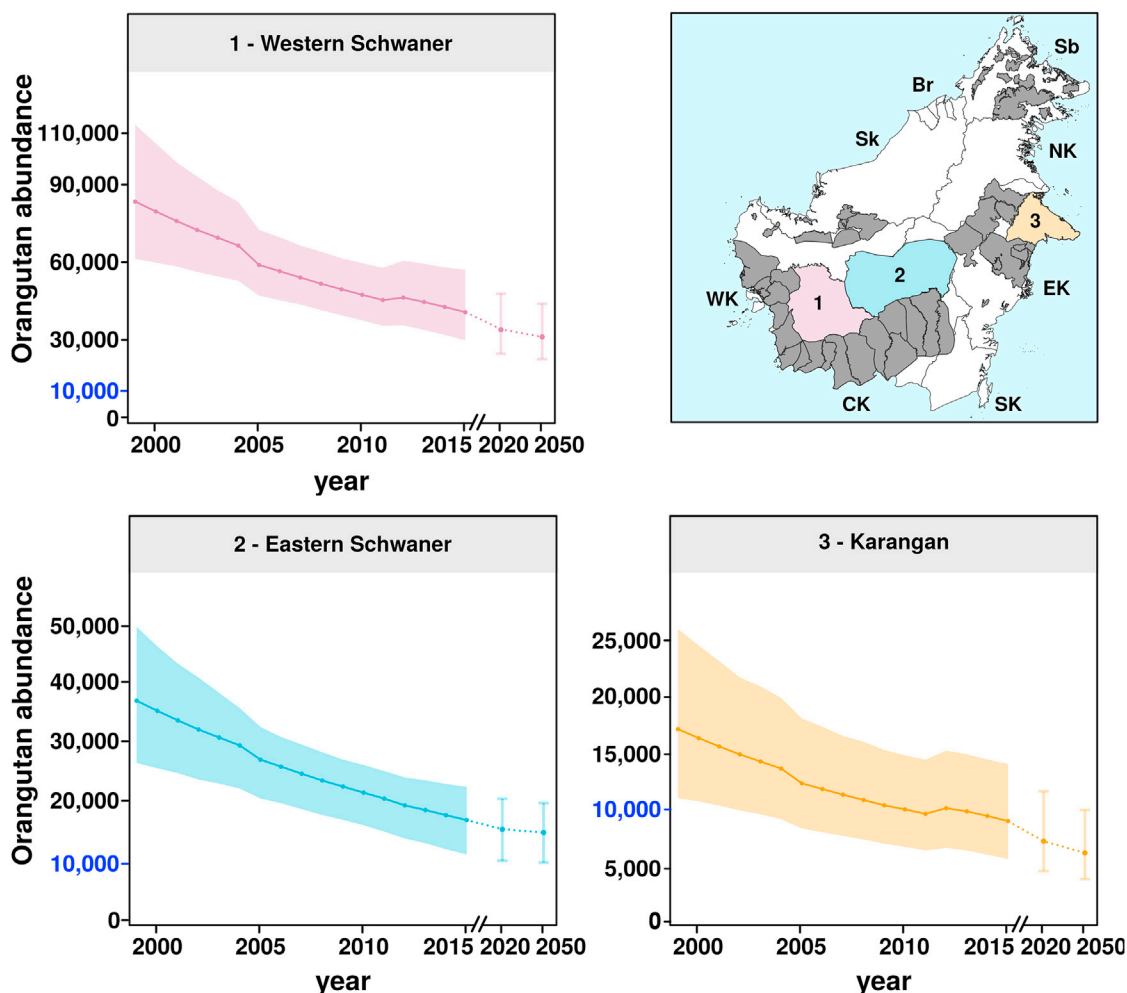 1 - Western Schwaner
Orangutan abundance
110,000
90,000
60,000
30,000
10,000
0
2000 2005 2010 2015 2020 2050
year
Sb
Br
Sk
NK
3
2
EK
WK
1
CK
SK
2 - Eastern Schwaner
Orangutan abundance
50,000
40,000
30,000
20,000
10,000
0
2000 2005 2010 2015 2020 2050
year
3 - Karangan
25,000
20,000
15,000
10,000
5,000
0
2000 2005 2010 2015 2020 2050
year